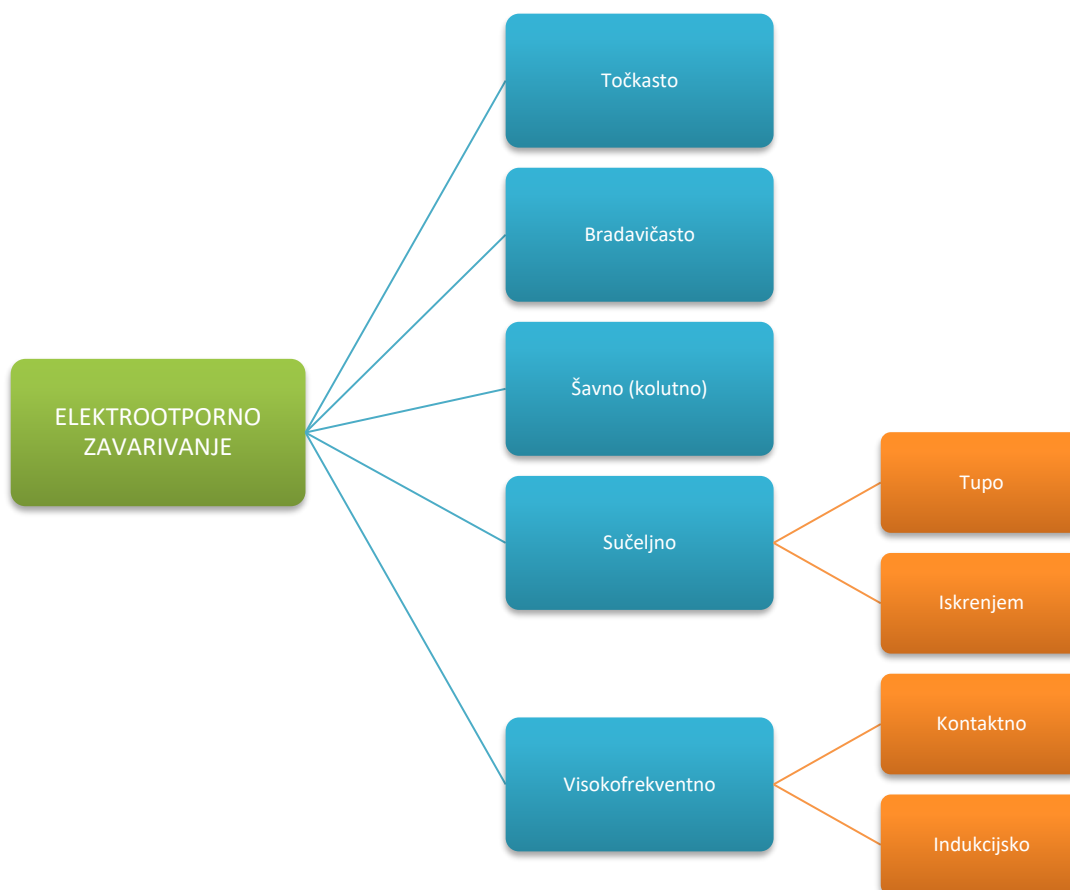 ELEKTROOTPORNO
ZAVARIVANJE
Točkasto
Bradavičasto
Šavno (kolutno)
Sučeljno
Tupo
Iskrenjem
Visokofrekventno
Kontaktno
Indukcijsko